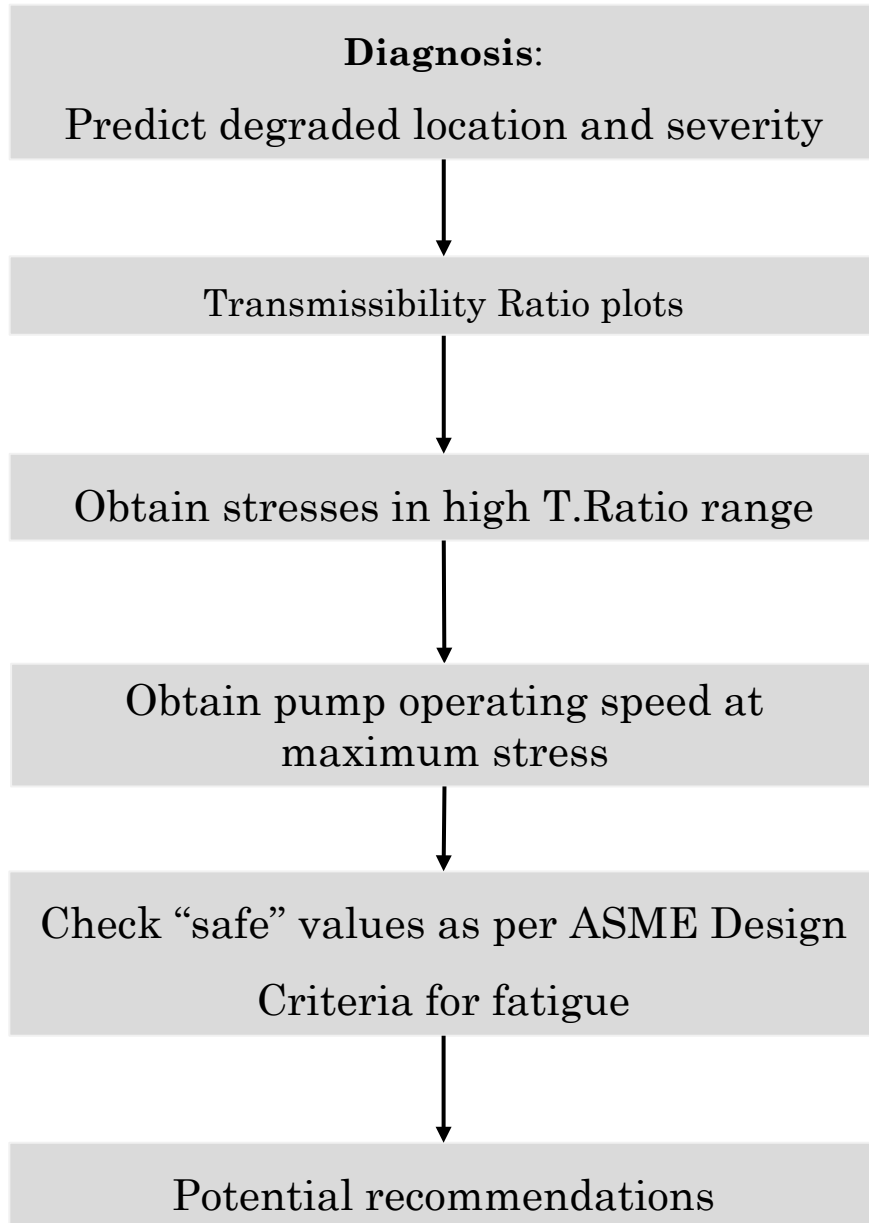 Diagnosis:
Predict degraded location and severity
Transmissibility Ratio plots
Obtain stresses in high T.Ratio range
Obtain pump operating speed at
maximum stress
Check “safe” values as per ASME Design
Criteria for fatigue
Potential recommendations